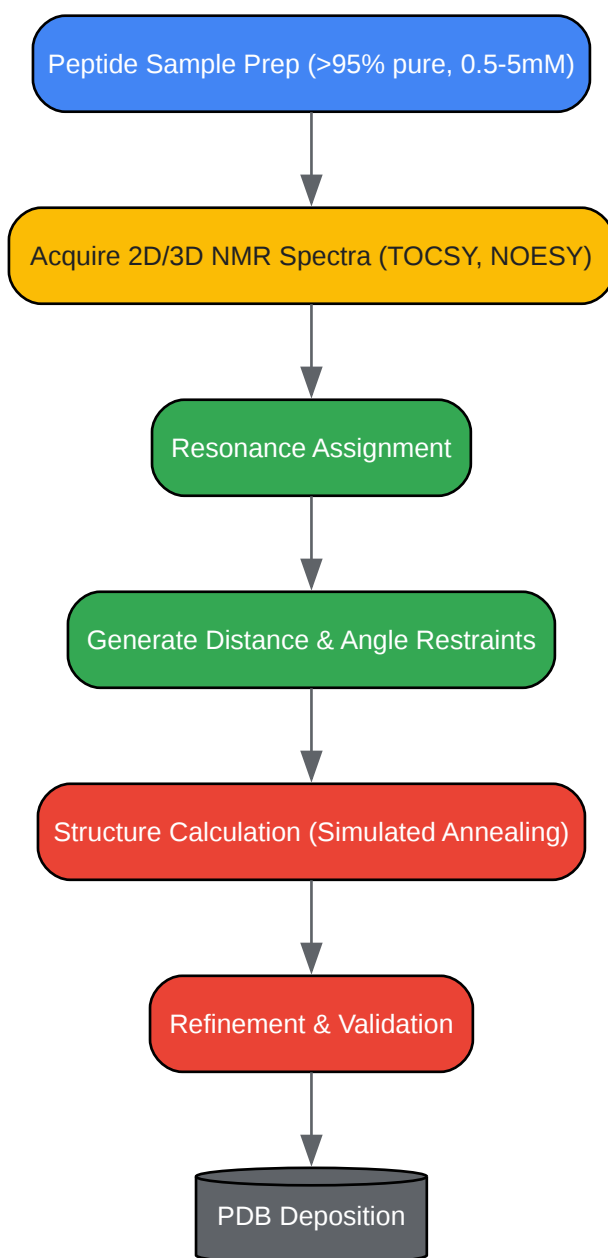 Peptide Sample Prep (>95% pure, 0.5-5mM)
Acquire 2D/3D NMR Spectra (TOCSY, NOESY)
Resonance Assignment
Generate Distance & Angle Restraints
Structure Calculation (Simulated Annealing)
Refinement & Validation
PDB Deposition